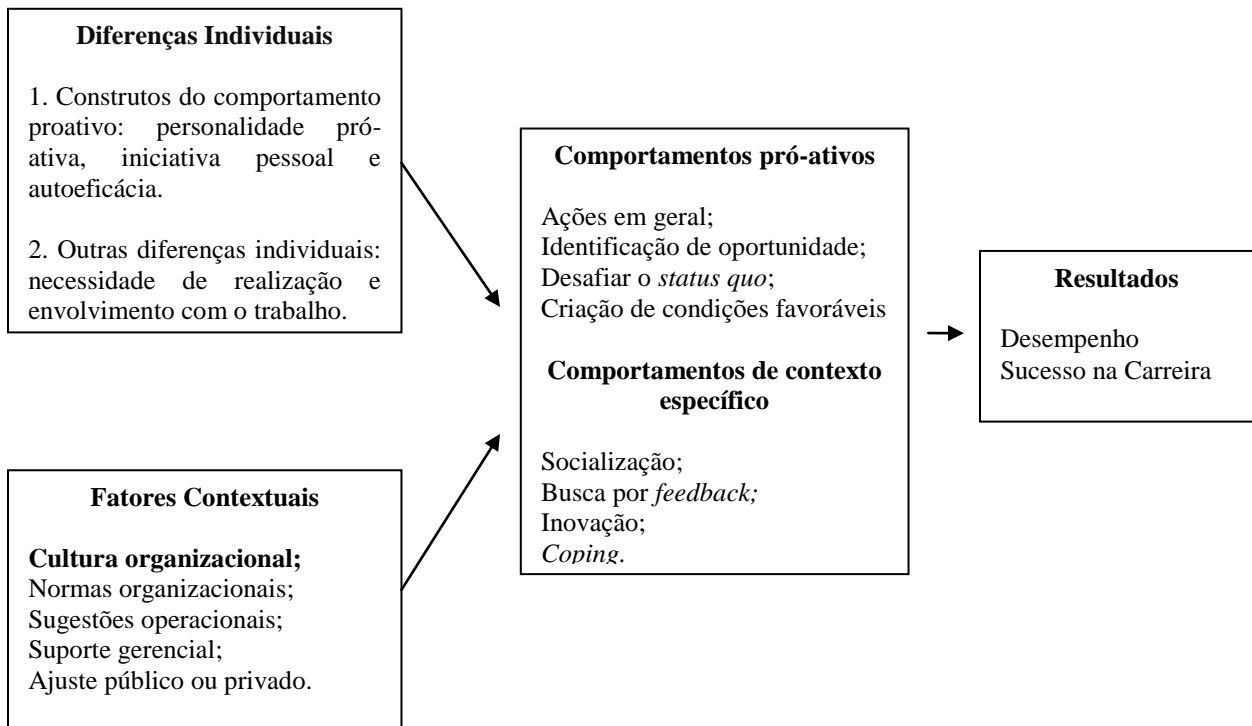 Diferenças Individuais
1. Construtos do comportamento
proativo: personalidade pró-
ativa, iniciativa pessoal e
autoeficácia.
2. Outras diferenças individuais:
necessidade de realização e
envolvimento com o trabalho.
Fatores Contextuais
Cultura organizacional;
Normas organizacionais;
Sugestões operacionais;
Suporte gerencial;
Ajuste público ou privado.
Comportamentos pró-ativos
Ações em geral;
Identificação de oportunidade;
Desafiar o status quo;
Criação de condições favoráveis
Comportamentos de contexto
específico
Socialização;
Busca por feedback;
Inovação;
Coping.
Resultados
Desempenho
Sucesso na Carreira